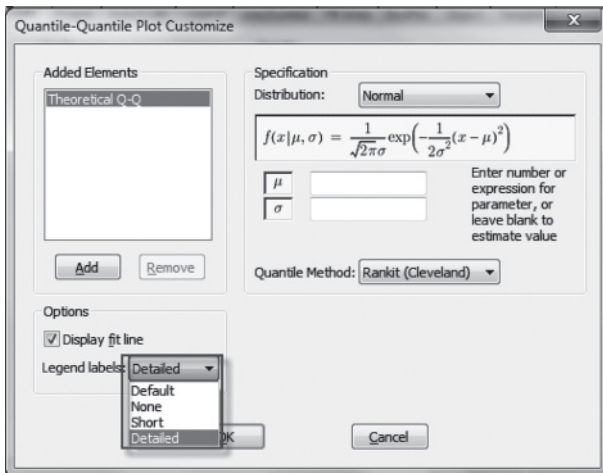 Quantile-Quantile Plot Customize
x
Added Elements
Theoretical Q-Q
Add
Remove
Options
Display fit line
Legend labels: Detailed
Default
None
Short
Detailed
Specification
Distribution: Normal
f(x|μ, σ) = 1/(√2π σ) exp(-1/(2σ²) (x - μ)²)
μ
σ
Enter number or
expression for
parameter, or
leave blank to
estimate value
Quantile Method: Rankit (Cleveland)
Cancel